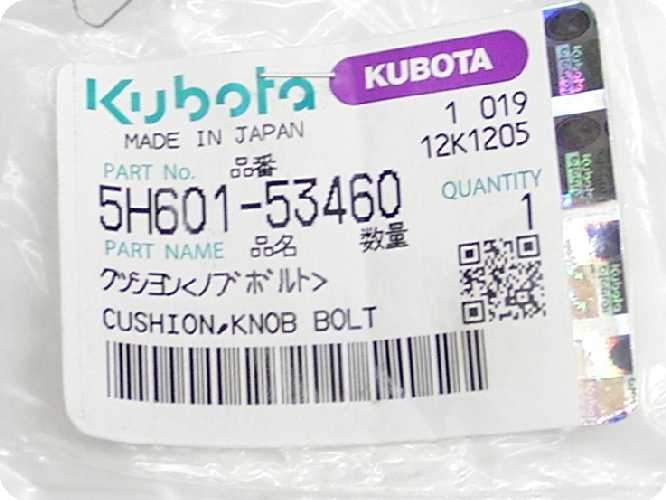 Kubota KUBOTA
MADE IN JAPAN
1 019
12K1205
PART No. 品番
5H601-53460
QUANTITY
1
PART NAME 品名 数量
クッション<ノブボルト>
CUSHION,KNOB BOLT